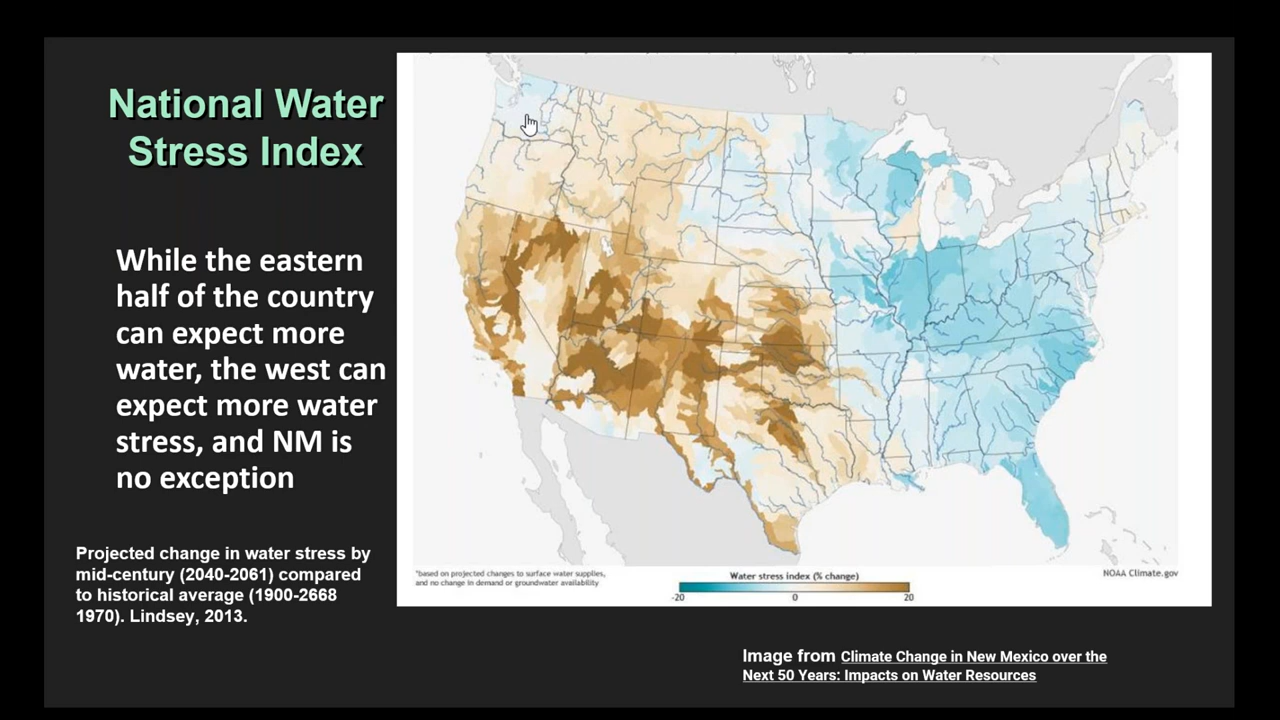 National Water
Stress Index
While the eastern
half of the country
can expect more
water, the west can
expect more water
stress, and NM is
no exception
Projected change in water stress by
mid-century (2040-2061) compared
to historical average (1900-2668
1970). Lindsey, 2013.
*based on projected changes to surface water supplies,
and no change in demand or groundwater availability
Water stress index (% change)
-20 0 20
NOAA Climate.gov
Image from Climate Change in New Mexico over the
Next 50 Years: Impacts on Water Resources